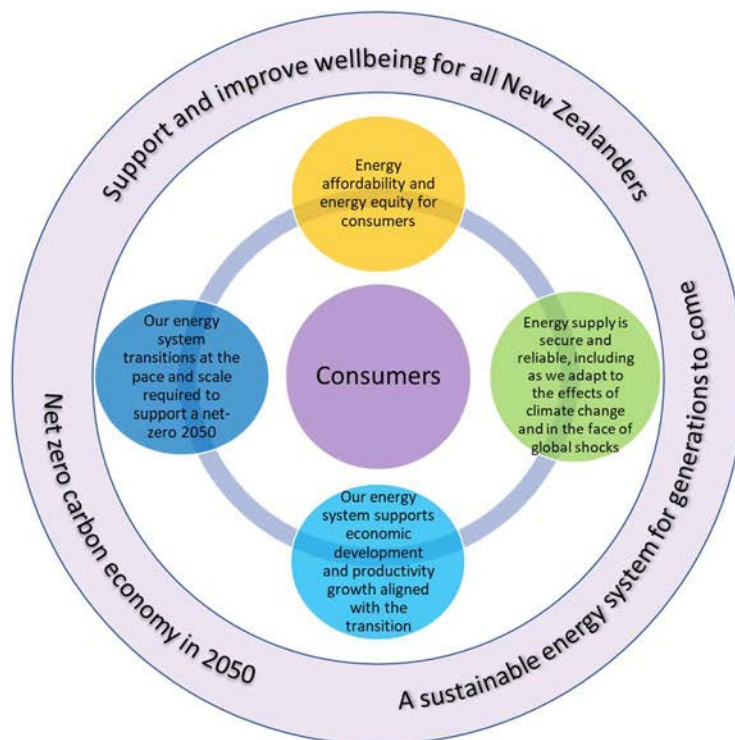 Support and improve wellbeing for all New Zealanders
Energy
affordability and
energy equity for
consumers
Our energy
system
transitions at the
pace and scale
required to
support a net-
zero 2050
Consumers
Energy supply is
secure and
reliable, including
as we adapt to
the effects of
climate change
and in the face of
global shocks
Our energy
system supports
economic
development
and productivity
growth aligned
with the
transition
Net zero carbon economy in 2050
A sustainable energy system for generations to come